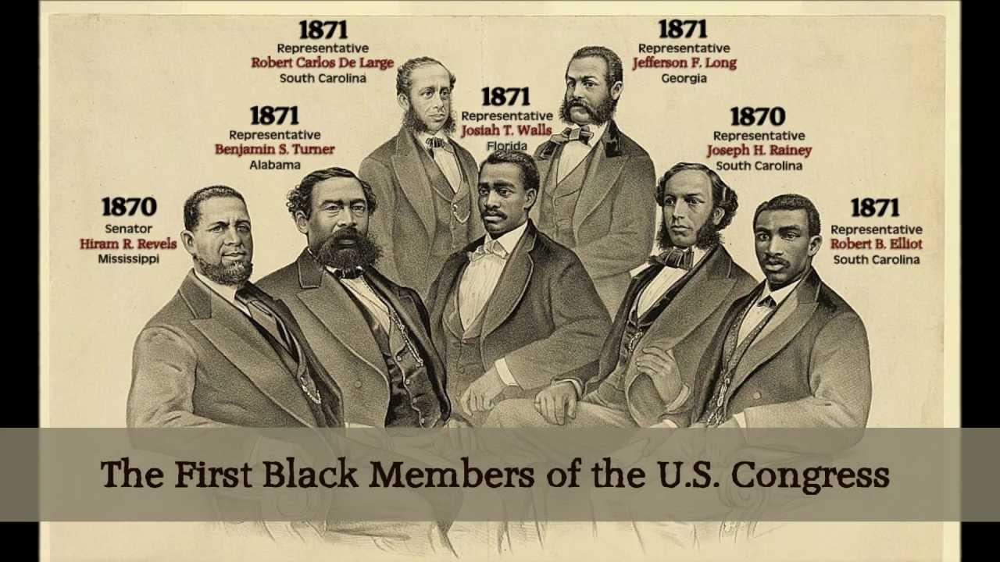 1871
Representative
Robert Carlos De Large
South Carolina
1871
Representative
Jefferson F. Long
Georgia
1871
Representative
Josiah T. Walls
Florida
1871
Representative
Benjamin S. Turner
Alabama
1870
Representative
Joseph H. Rainey
South Carolina
1870
Senator
Hiram R. Revels
Mississippi
1871
Representative
Robert B. Elliot
South Carolina
The First Black Members of the U.S. Congress